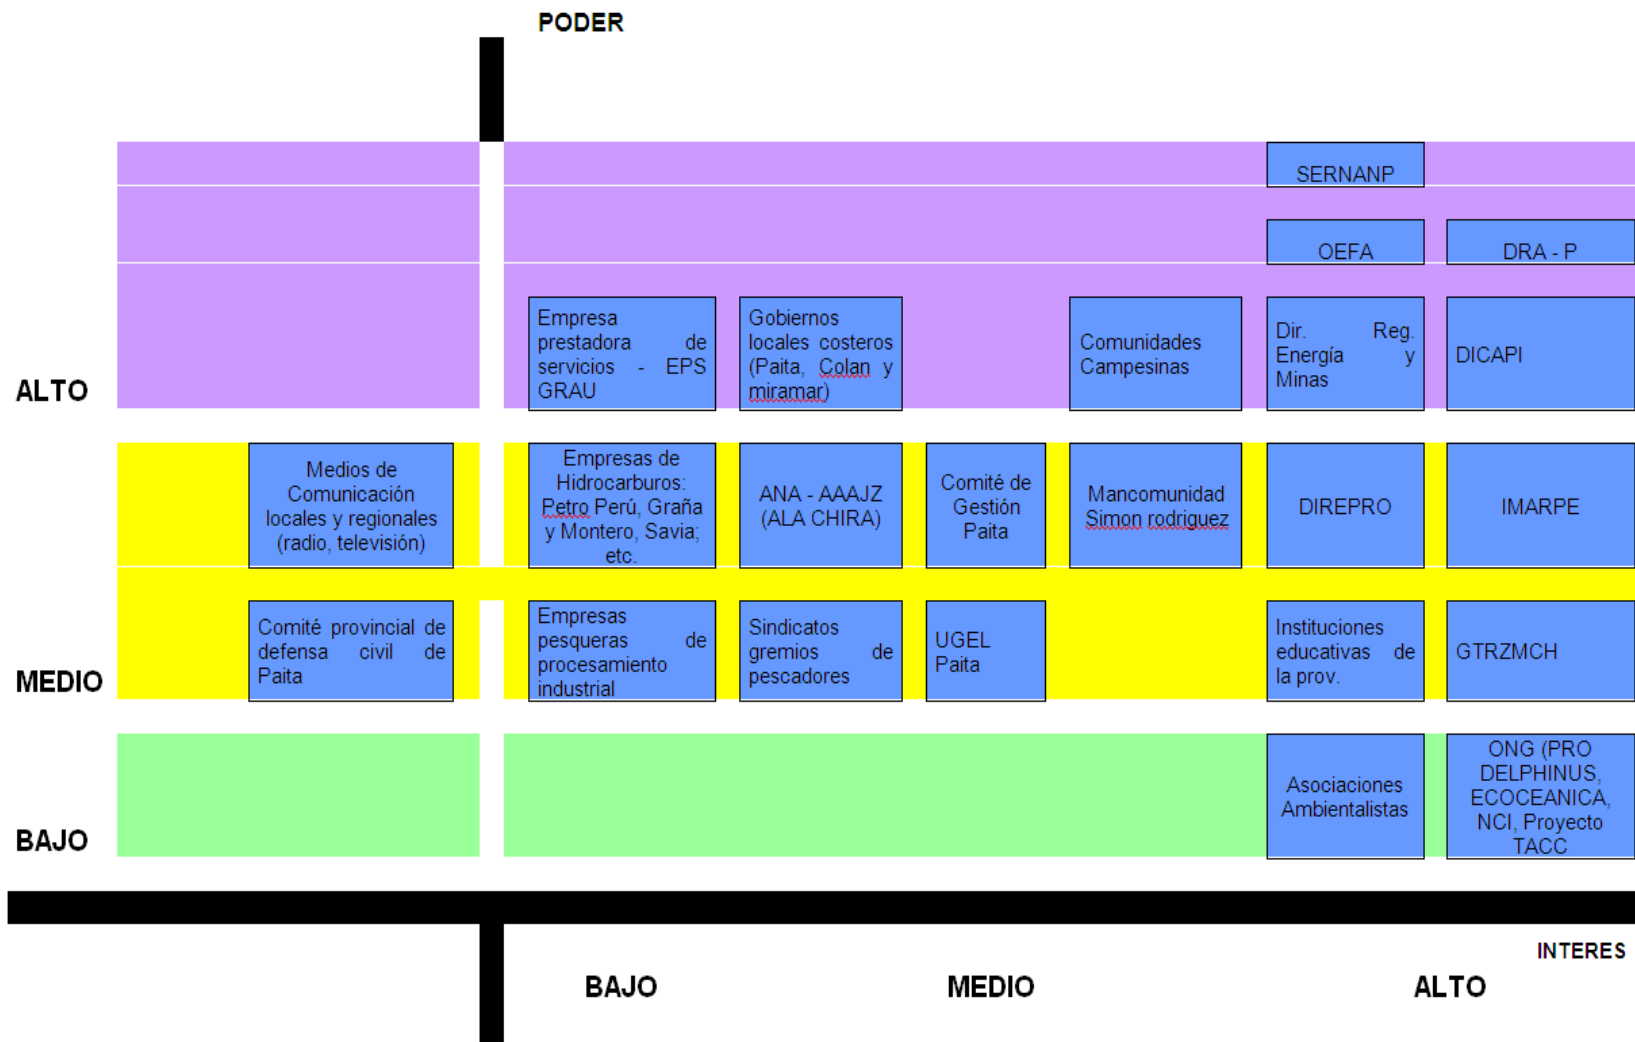 PODER
SERNANP
OEFA
DRA - P
ALTO
Empresa
prestadora de
servicios - EPS
GRAU
Gobiernos
locales costeros
(Paita, Colan y
miramar)
Comunidades
Campesinas
Dir. Reg.
Energía y
Minas
DICAPI
Medios de
Comunicación
locales y regionales
(radio, televisión)
Empresas de
Hidrocarburos:
Petro Perú, Graña
y Montero, Savia;
etc.
ANA - AAAJZ
(ALA CHIRA)
Comité de
Gestión
Paita
Mancomunidad
Simon rodriguez
DIREPRO
IMARPE
MEDIO
Comité provincial de
defensa civil de
Paita
Empresas
pesqueras de
procesamiento
industrial
Sindicatos
gremios de
pescadores
UGEL
Paita
Instituciones
educativas de
la prov.
GTRZMCH
BAJO
Asociaciones
Ambientalistas
ONG (PRO
DELPHINUS,
ECOCEANICA,
NCI, Proyecto
TACC
INTERES
BAJO
MEDIO
ALTO